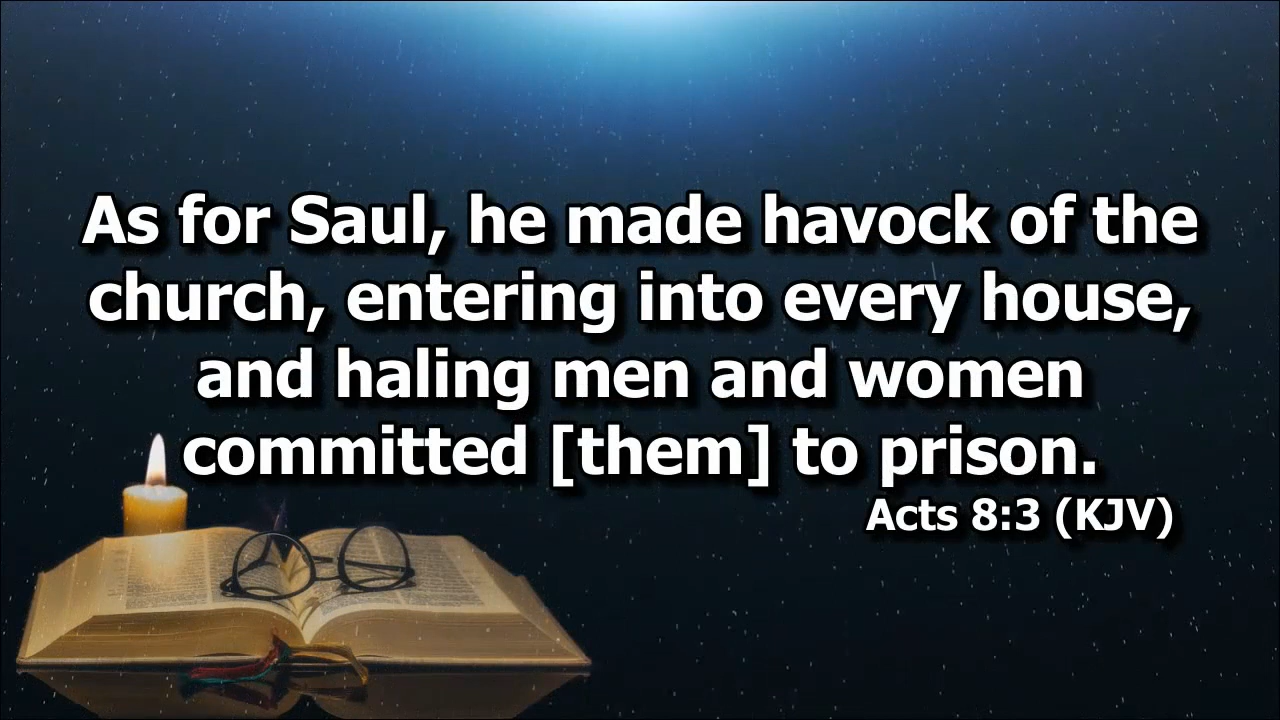 As for Saul, he made havock of the
church, entering into every house,
and haling men and women
committed [them] to prison.
Acts 8:3 (KJV)